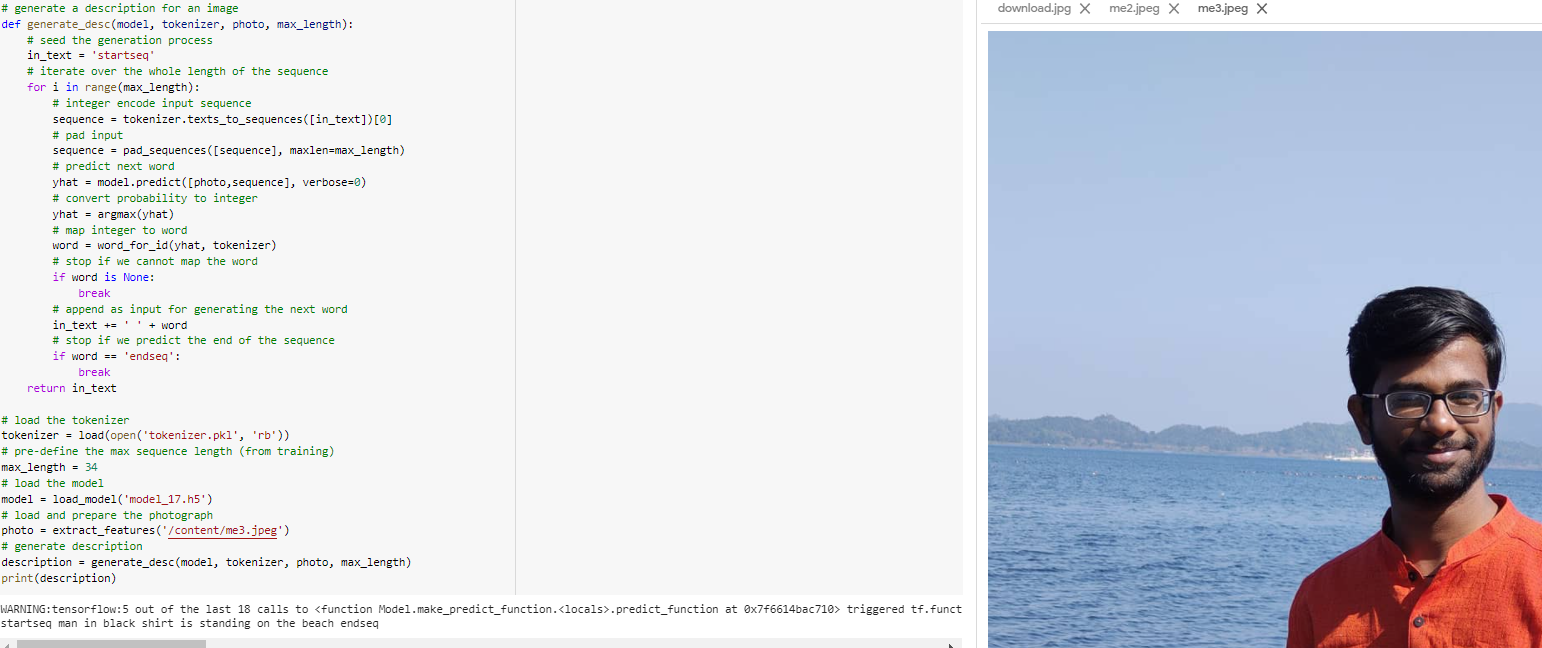 # generate a description for an image
def generate_desc(model, tokenizer, photo, max_length):
    # seed the generation process
    in_text = 'startseq'
    # iterate over the whole length of the sequence
    for i in range(max_length):
        # integer encode input sequence
        sequence = tokenizer.texts_to_sequences([in_text])[0]
        # pad input
        sequence = pad_sequences([sequence], maxlen=max_length)
        # predict next word
        yhat = model.predict([photo,sequence], verbose=0)
        # convert probability to integer
        yhat = argmax(yhat)
        # map integer to word
        word = word_for_id(yhat, tokenizer)
        # stop if we cannot map the word
        if word is None:
            break
        # append as input for generating the next word
        in_text += ' ' + word
        # stop if we predict the end of the sequence
        if word == 'endseq':
            break
    return in_text

# load the tokenizer
tokenizer = load(open('tokenizer.pkl', 'rb'))
# pre-define the max sequence length (from training)
max_length = 34
# load the model
model = load_model('model_17.h5')
# load and prepare the photograph
photo = extract_features('/content/me3.jpeg')
# generate description
description = generate_desc(model, tokenizer, photo, max_length)
print(description)
WARNING:tensorflow:5 out of the last 18 calls to <function Model.make_predict_function.<locals>.predict_function at 0x7f6614bac710> triggered tf.funct
startseq man in black shirt is standing on the beach endseq
download.jpg me2.jpeg me3.jpeg